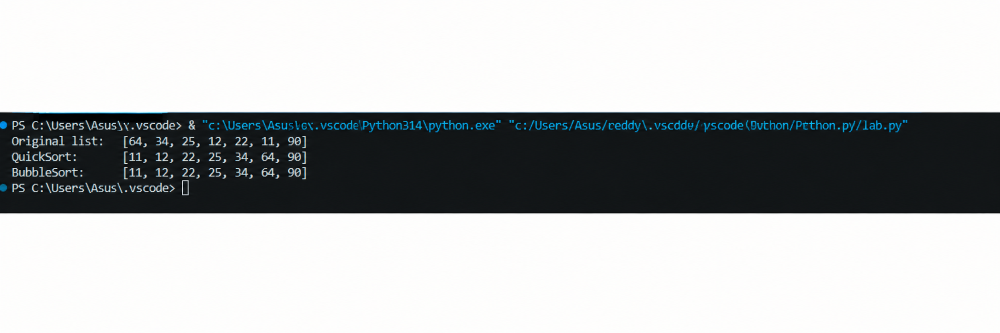 PS C:\Users\Asus\.vscode> & "c:\Users\Asus\.vscode\Python314\python.exe" "c:/Users/Asus/reddy\
Original list: [64, 34, 25, 12, 22, 11, 90]
QuickSort: [11, 12, 22, 25, 34, 64, 90]
BubbleSort: [11, 12, 22, 25, 34, 64, 90]
PS C:\Users\Asus\.vscode>